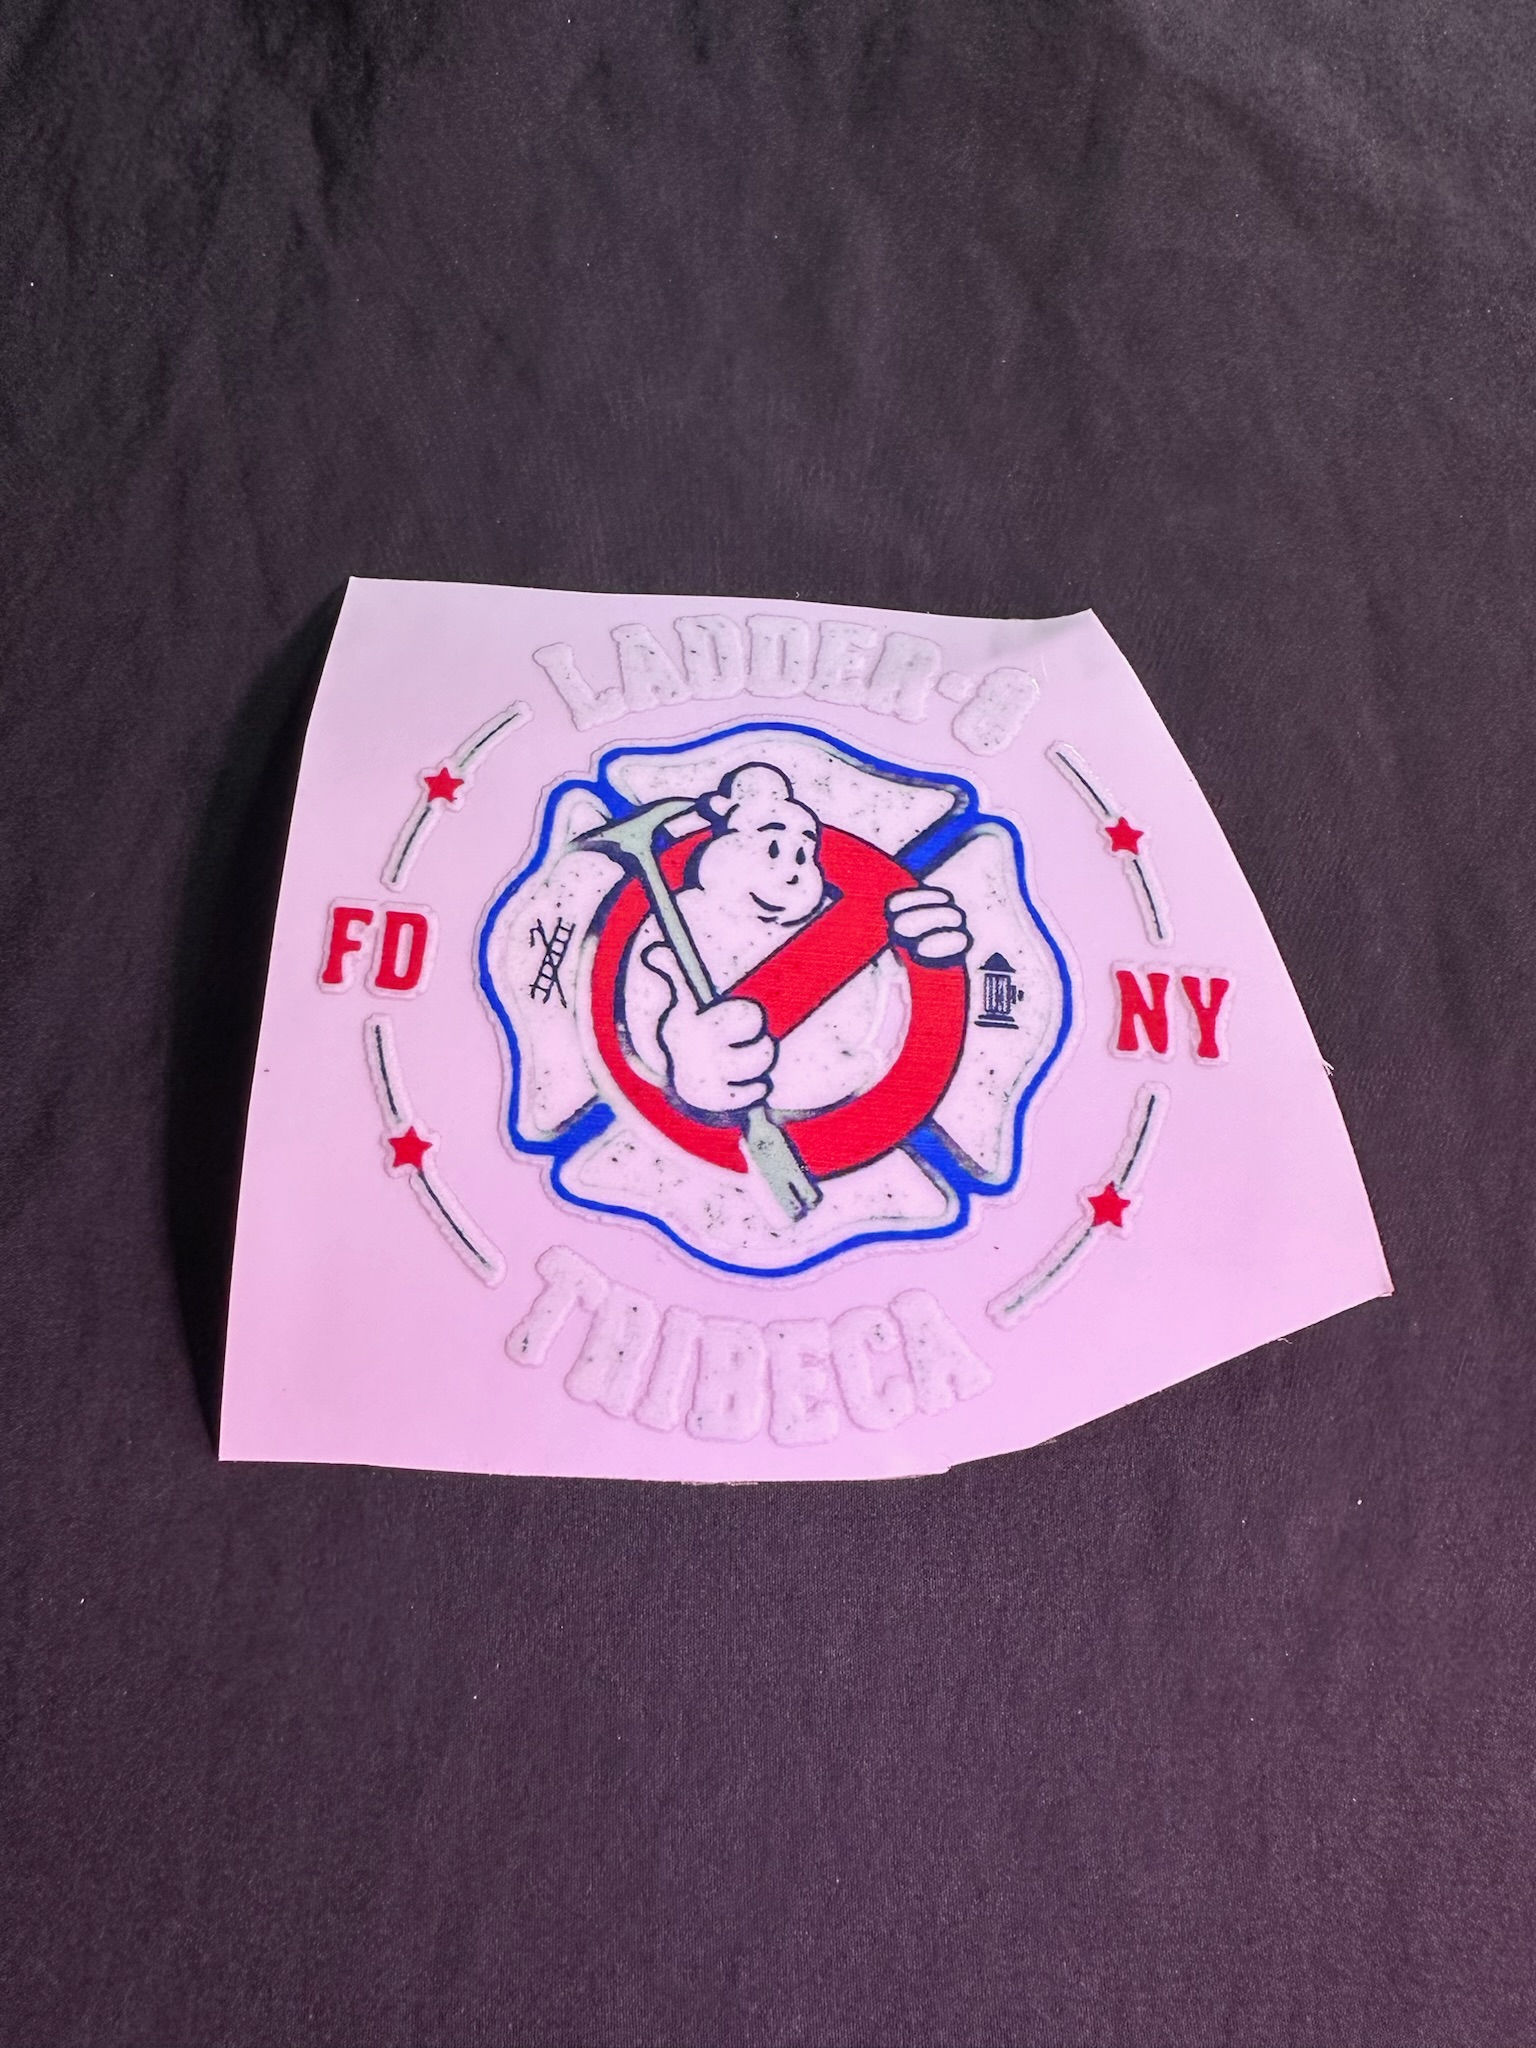 LADDER·8
FD NY
TRIBECA